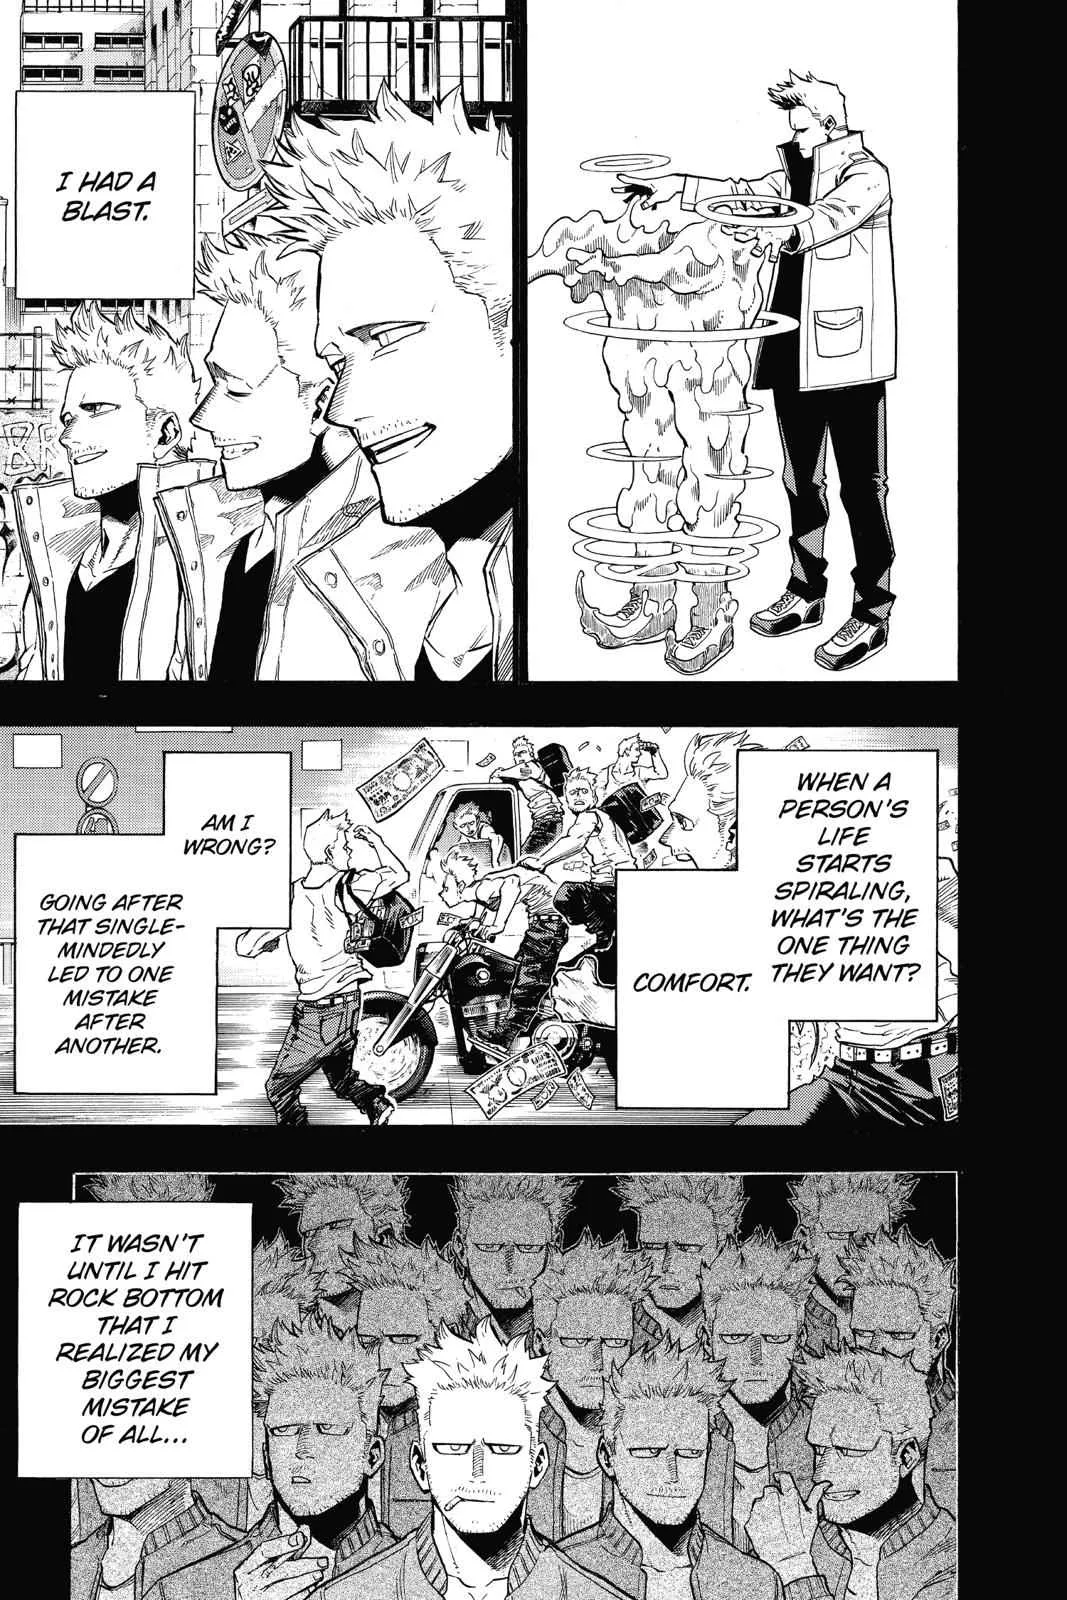 I HAD A
BLAST.
WHEN A
PERSON'S
LIFE
STARTS
SPIRALING,
WHAT'S THE
ONE THING
THEY WANT?
COMFORT.
AM I
WRONG?
GOING AFTER
THAT SINGLE-
MINDEDLY
LED TO ONE
MISTAKE
AFTER
ANOTHER.
IT WASN'T
UNTIL I HIT
ROCK BOTTOM
THAT I
REALIZED MY
BIGGEST
MISTAKE
OF ALL...